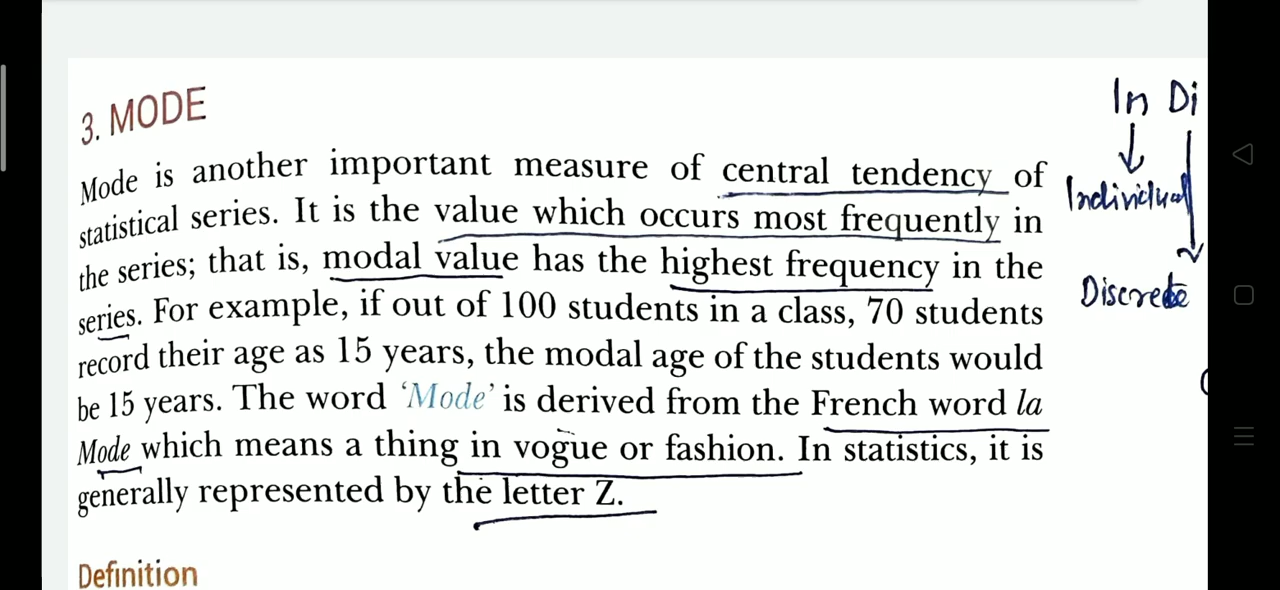 3. MODE
Mode is another important measure of central tendency of
statistical series. It is the value which occurs most frequently in
the series; that is, modal value has the highest frequency in the
series. For example, if out of 100 students in a class, 70 students
record their age as 15 years, the modal age of the students would
be 15 years. The word ‘Mode’ is derived from the French word la
Mode which means a thing in vogue or fashion. In statistics, it is
generally represented by the letter Z.
Definition
In Di
Individual
Discrete